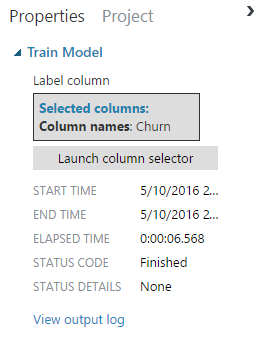 Properties Project
Train Model
Label column
Selected columns:
Column names: Churn
Launch column selector
START TIME 5/10/2016 2...
END TIME 5/10/2016 2...
ELAPSED TIME 0:00:06.568
STATUS CODE Finished
STATUS DETAILS None
View output log